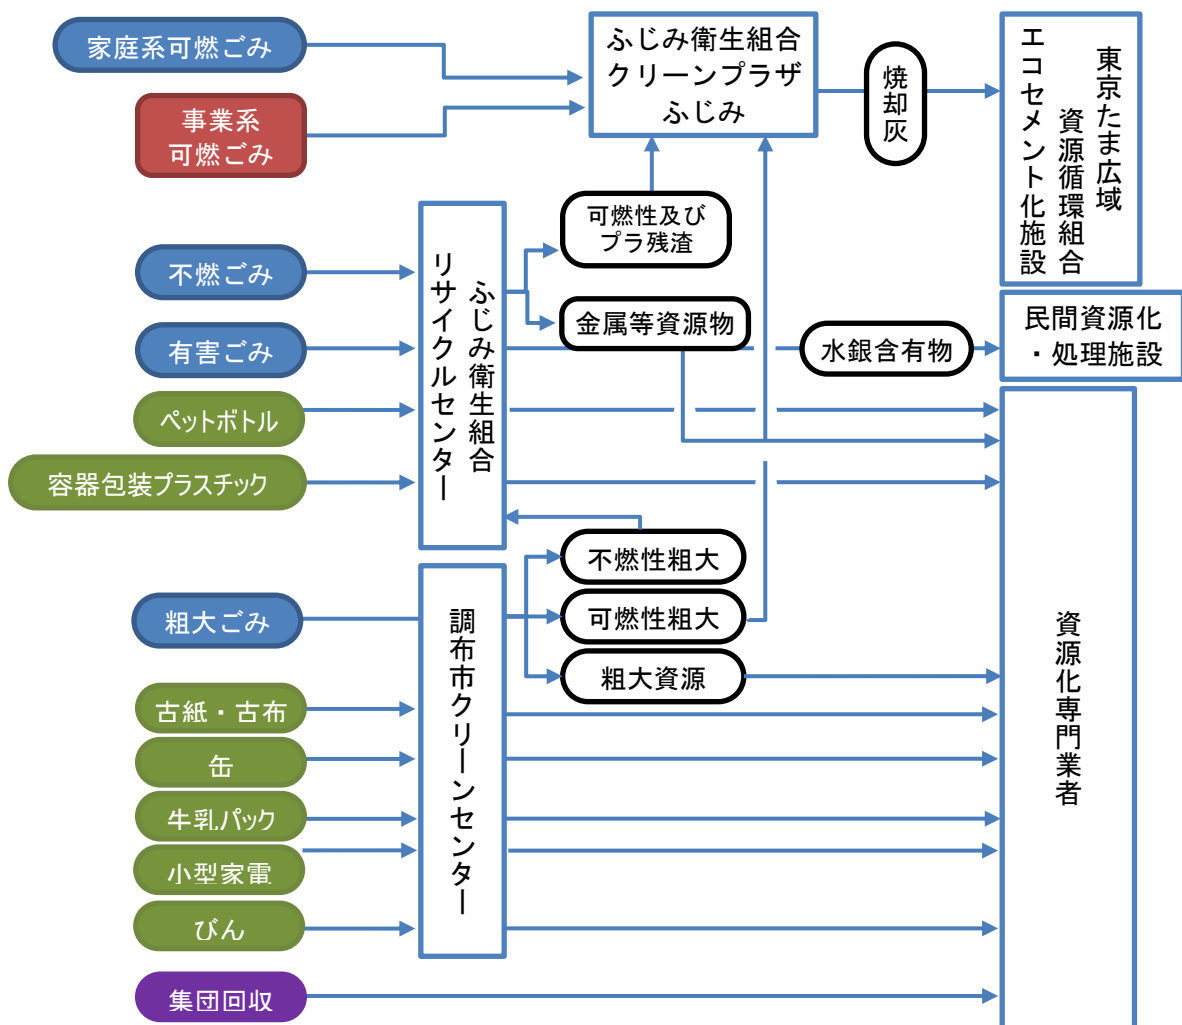 家庭系可燃ごみ
事業系
可燃ごみ
ふじみ衛生組合
クリーンプラザ
ふじみ
焼却灰
東京たま広域
資源循環組合
エコセメント化施設
不燃ごみ
有害ごみ
ペットボトル
容器包装プラスチック
ふじみ衛生組合
リサイクルセンター
可燃性及び
プラ残渣
金属等資源物
水銀含有物
民間資源化
・処理施設
粗大ごみ
古紙・古布
缶
牛乳パック
小型家電
びん
集団回収
調布市クリーンセンター
不燃性粗大
可燃性粗大
粗大資源
資源化専門業者